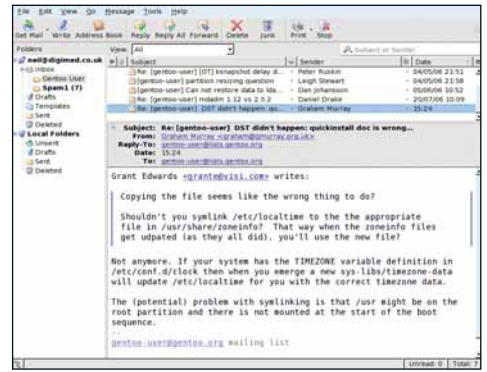 File Edit View Go Message Tools Help
Get Mail Write Address Book Reply Reply All Forward Delete Junk Print Stop
Folders
View: All
Subject or Sender
neil@digimed.co.uk
Inbox
Gentoo User
Spam1 (7)
Drafts
Templates
Sent
Deleted
Local Folders
Unsent
Drafts
Sent
Deleted
Subject Sender Date
Re: [gentoo-user] [OT] ksnapshot delay d... Peter Ruskin 04/05/06 21:51
Re: [gentoo-user] partition resizing question Leigh Stewart 04/05/06 21:58
Re: [gentoo-user] Can not restore data to lda... Dan Johansson 05/06/06 10:52
Re: [gentoo-user] mdadm 1-12 vs 2.5.2 Daniel Drake 20/07/06 10:09
Re: [gentoo-user] DST didn't happen: qu... Graham Murray 15:24
Subject: Re: [gentoo-user] DST didn't happen: quickinstall doc is wrong...
From: Graham Murray <graham@gmurray.org.uk>
Reply-To: gentoo-user@lists.gentoo.org
Date: 15:24
To: gentoo-user@lists.gentoo.org
Grant Edwards <grante@visi.com> writes:
Copying the file seems like the wrong thing to do?
Shouldn't you symlink /etc/localtime to the the appropriate
file in /usr/share/zoneinfo? That way when the zoneinfo files
get udpated (as they all did), you'll use the new file?
Not anymore. If your system has the TIMEZONE variable definition in
/etc/conf.d/clock then when you emerge a new sys-libs/timezone-data
will update /etc/localtime for you with the correct timezone data.
The (potential) problem with symlinking is that /usr might be on the
root partition and there is not mounted at the start of the boot
sequence.
--
gentoo-user@gentoo.org mailing list
Unread: 0 Total: 7